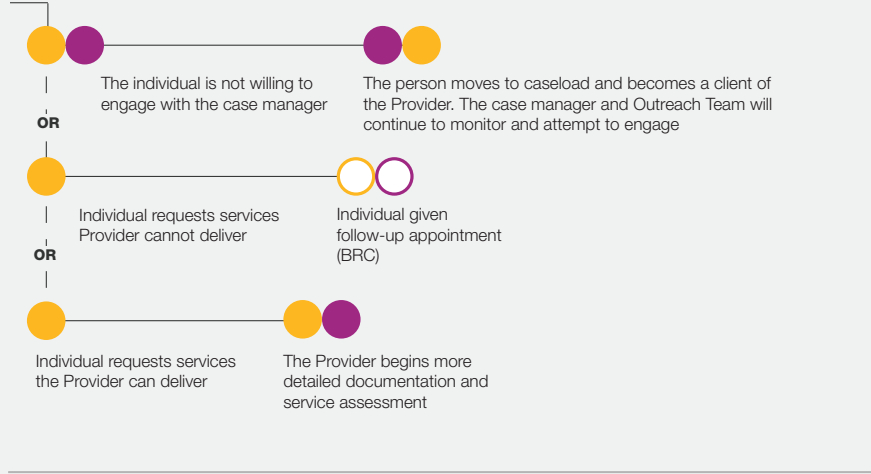 The individual is not willing to
engage with the case manager
The person moves to caseload and becomes a client of
the Provider. The case manager and Outreach Team will
continue to monitor and attempt to engage
OR
Individual requests services
Provider cannot deliver
Individual given
follow-up appointment
(BRC)
OR
Individual requests services
the Provider can deliver
The Provider begins more
detailed documentation and
service assessment